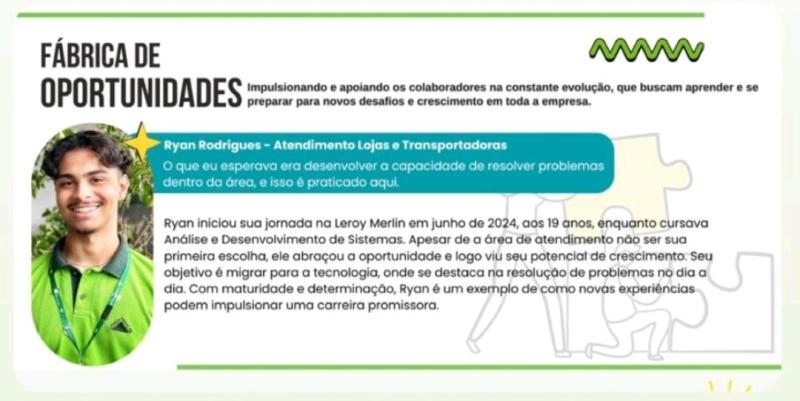 FÁBRICA DE
OPORTUNIDADES
Impulsionando e apoiando os colaboradores na constante evolução, que buscam aprender e se
preparar para novos desafios e crescimento em toda a empresa.
Ryan Rodrigues - Atendimento Lojas e Transportadoras
O que eu esperava era desenvolver a capacidade de resolver problemas
dentro da área, e isso é praticado aqui.
Ryan iniciou sua jornada na Leroy Merlin em junho de 2024, aos 19 anos, enquanto cursava
Análise e Desenvolvimento de Sistemas. Apesar de a área de atendimento não ser sua
primeira escolha, ele abraçou a oportunidade e logo viu seu potencial de crescimento. Seu
objetivo é migrar para a tecnologia, onde se destaca na resolução de problemas no dia a
dia. Com maturidade e determinação, Ryan é um exemplo de como novas experiências
podem impulsionar uma carreira promissora.